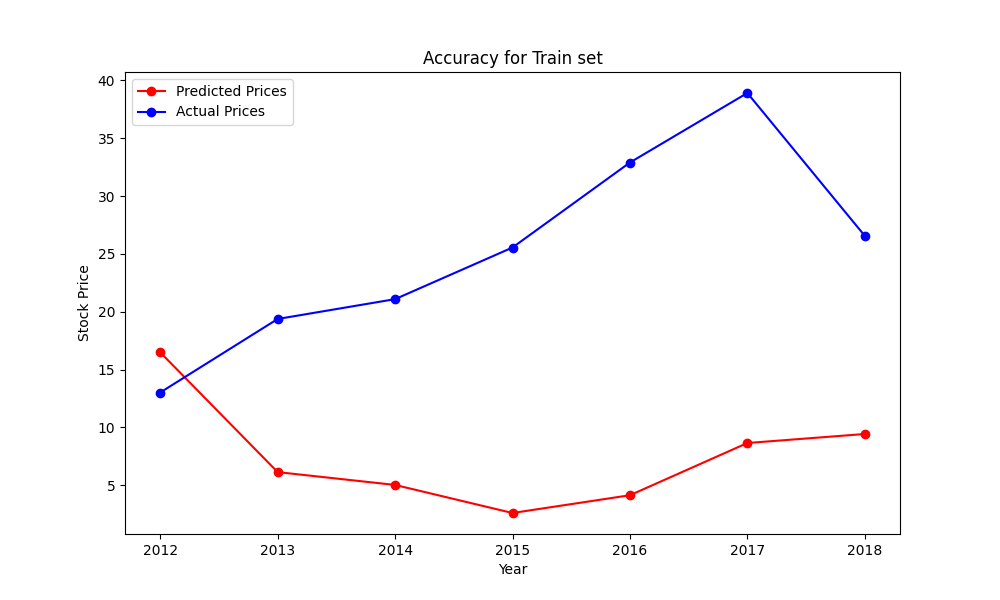 Accuracy for Train set
Predicted Prices
Actual Prices
Stock Price
40
35
30
25
20
15
10
5
2012 2013 2014 2015 2016 2017 2018
Year